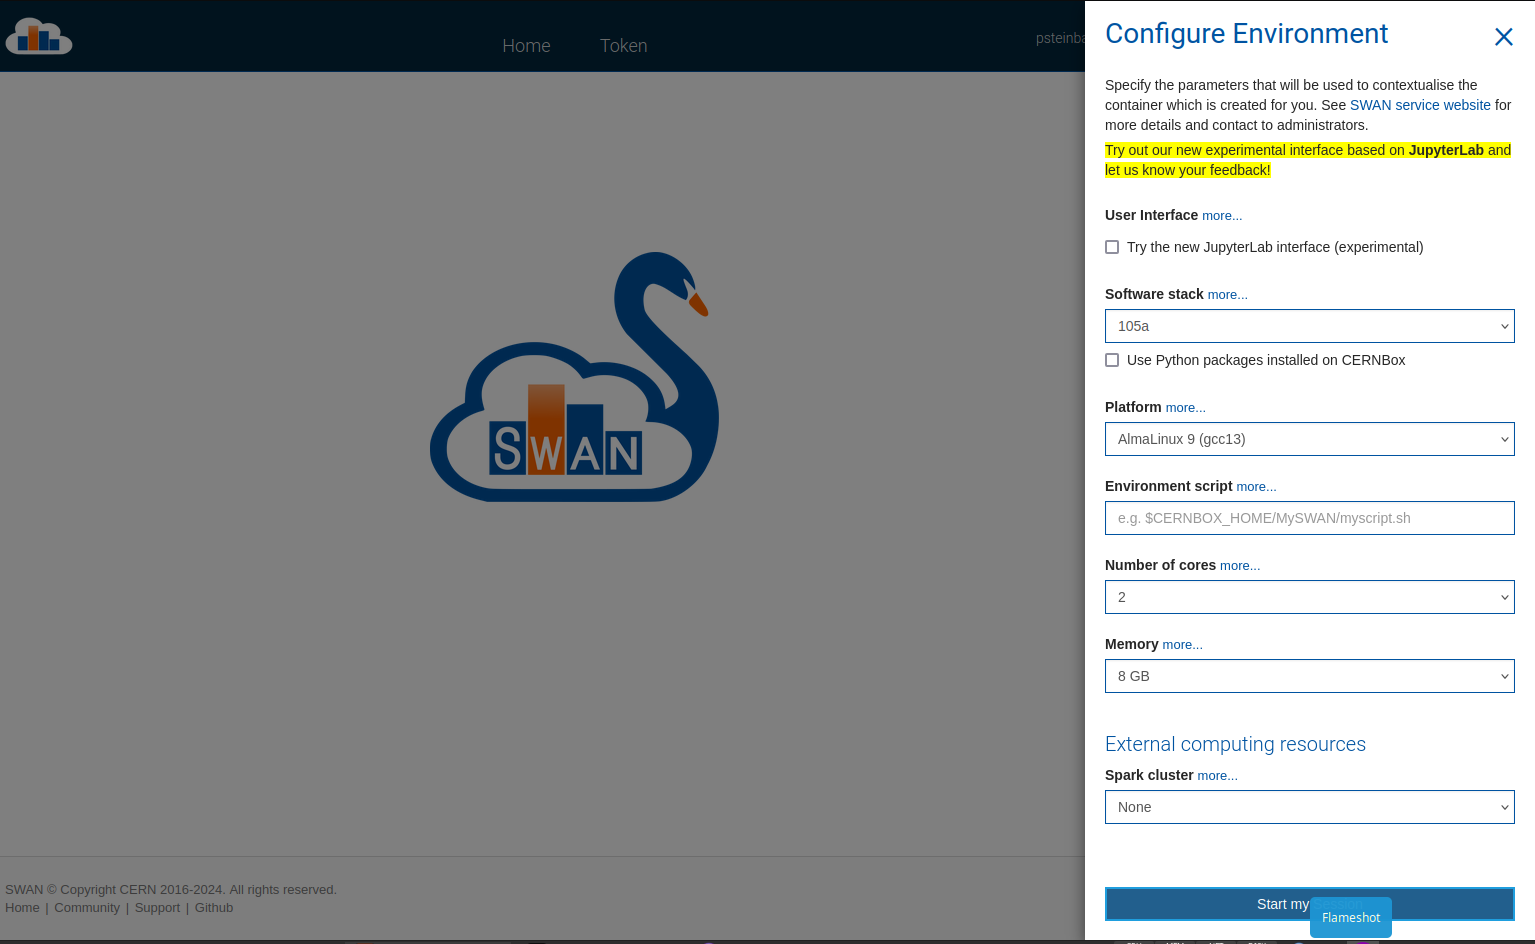 Home
Token
psteinba
SWAN
SWAN © Copyright CERN 2016-2024. All rights reserved.
Home | Community | Support | Github
Configure Environment
Specify the parameters that will be used to contextualise the
container which is created for you. See SWAN service website for
more details and contact to administrators.
Try out our new experimental interface based on JupyterLab and
let us know your feedback!
User Interface more...
Try the new JupyterLab interface (experimental)
Software stack more...
105a
Use Python packages installed on CERNBox
Platform more...
AlmaLinux 9 (gcc13)
Environment script more...
e.g. $CERNBOX_HOME/MySWAN/myscript.sh
Number of cores more...
2
Memory more...
8 GB
External computing resources
Spark cluster more...
None
Start my
Flameshot